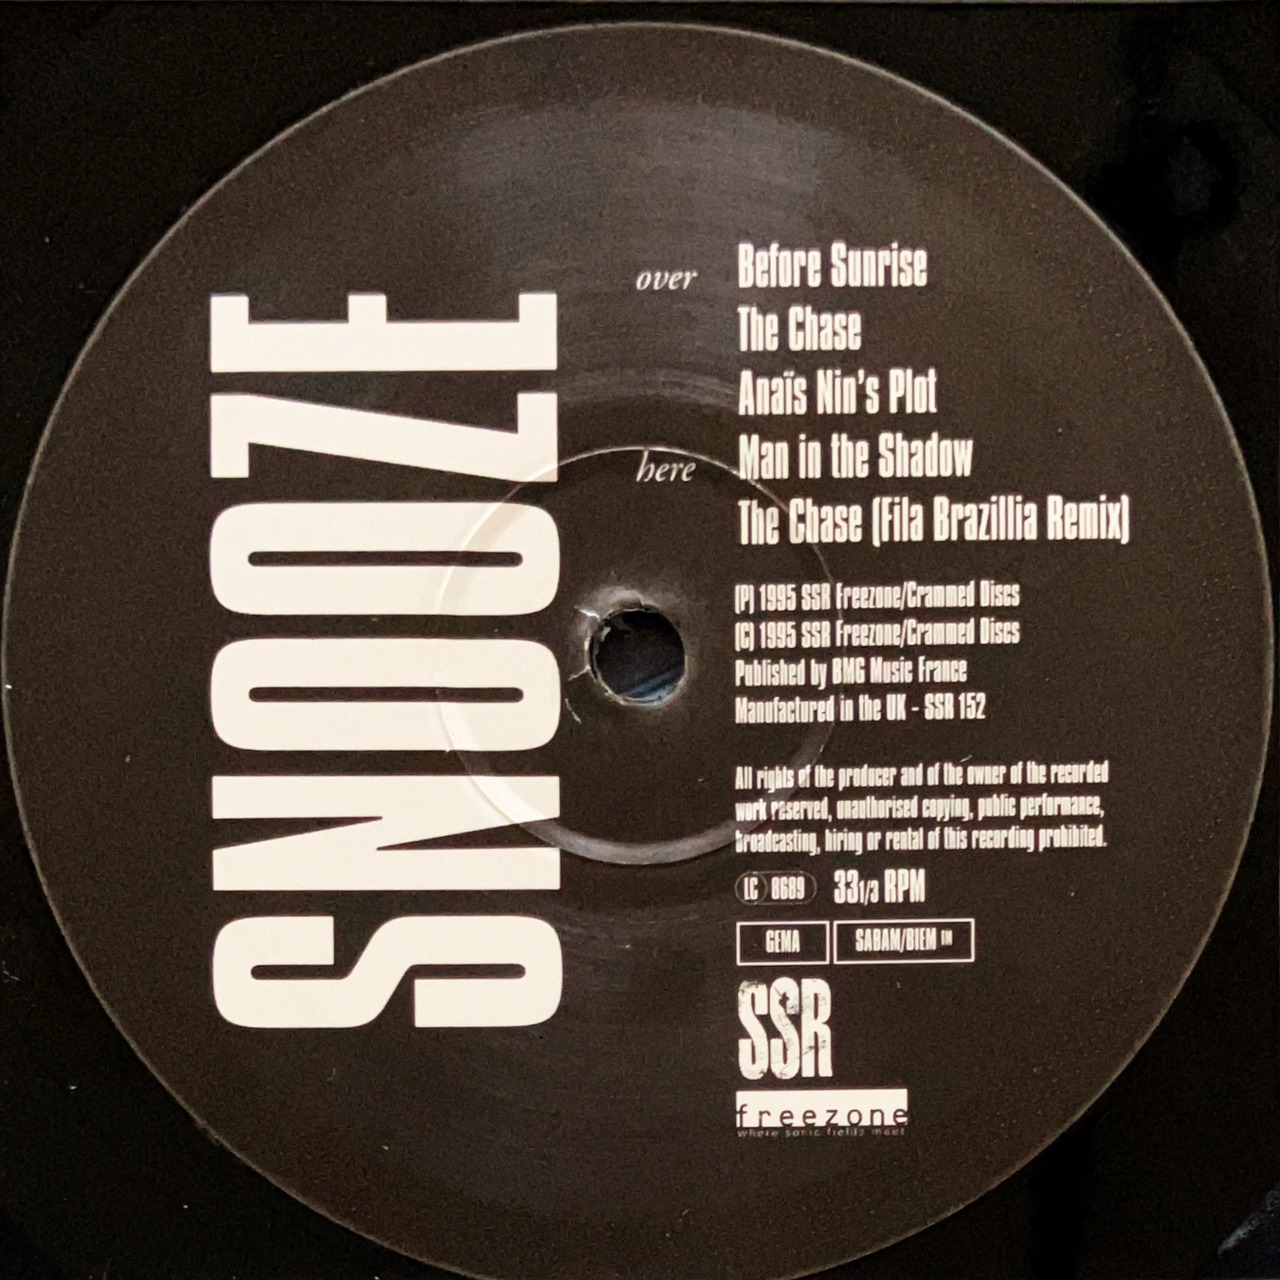 SNOOZE
over Before Sunrise
The Chase
Anaïs Nin's Plot
here Man in the Shadow
The Chase (Fila Brazillia Remix)
(P) 1995 SSR Freezone/Crammed Discs
(C) 1995 SSR Freezone/Crammed Discs
Published by BMG Music France
Manufactured in the UK - SSR 152
All rights of the producer and of the owner of the recorded
work reserved, unauthorised copying, public performance,
broadcasting, hiring or rental of this recording prohibited.
LC 8689 33 1/3 RPM
GEMA SABAM/BIEM TM
SSR
freezone
where sonic fields meet